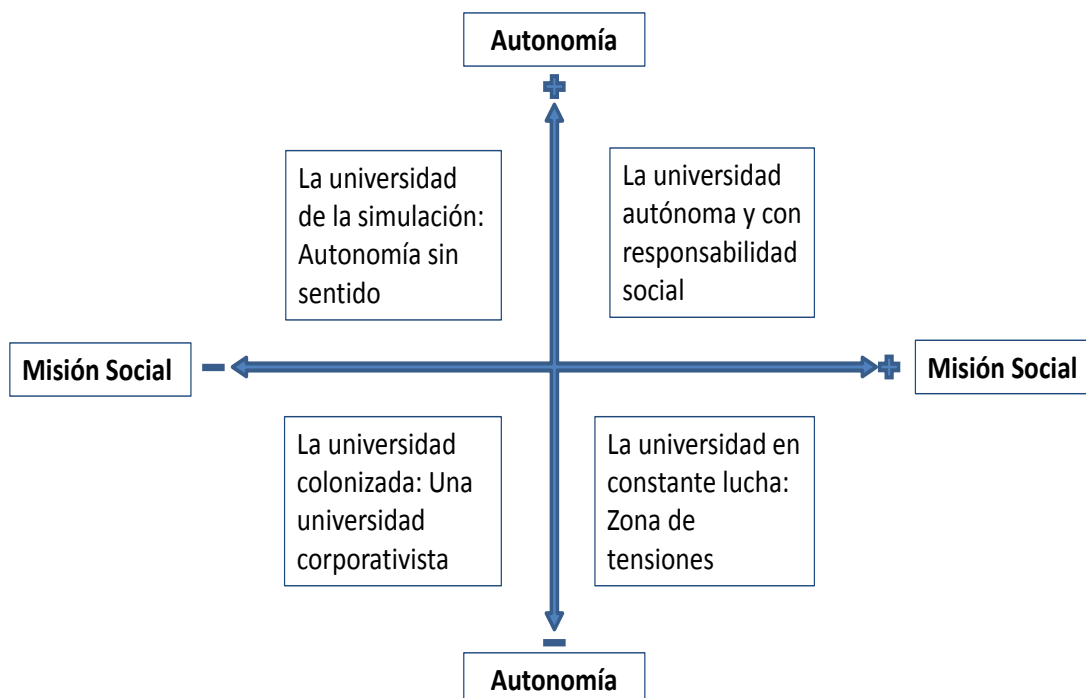 Autonomía
La universidad
de la simulación:
Autonomía sin
sentido
La universidad
autónoma y con
responsabilidad
social
Misión Social
Misión Social
La universidad
colonizada: Una
universidad
corporativista
La universidad en
constante lucha:
Zona de
tensiones
Autonomía